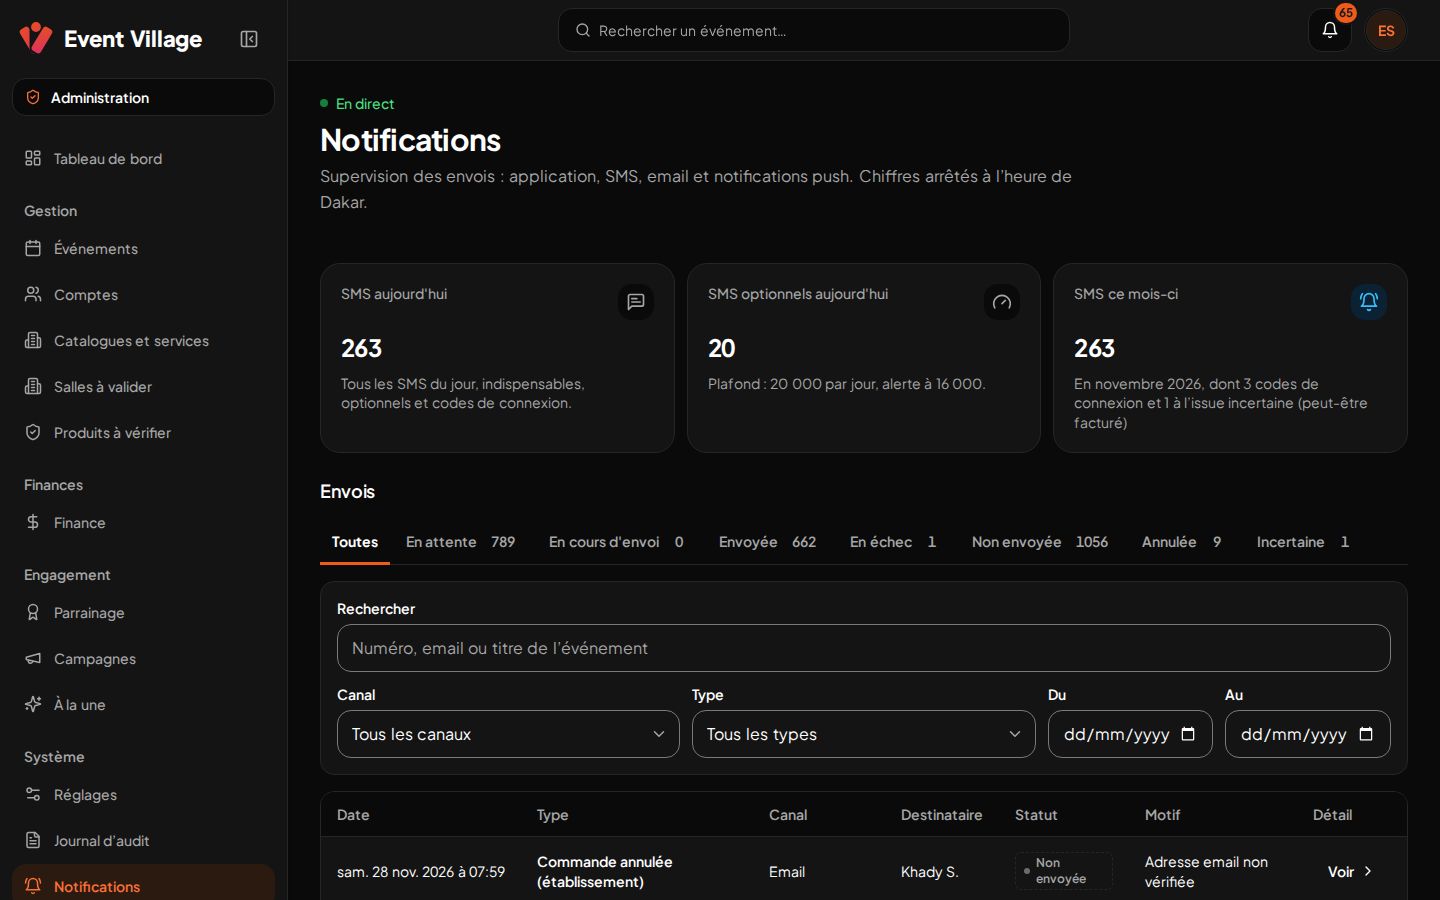 Event Village
Rechercher un événement...
65
ES
Administration
Tableau de bord
Gestion
Événements
Comptes
Catalogues et services
Salles à valider
Produits à vérifier
Finances
Finance
Engagement
Parrainage
Campagnes
À la une
Système
Réglages
Journal d'audit
Notifications
En direct
Notifications
Supervision des envois : application, SMS, email et notifications push. Chiffres arrêtés à l'heure de
Dakar.
SMS aujourd'hui
263
Tous les SMS du jour, indispensables,
optionnels et codes de connexion.
SMS optionnels aujourd'hui
20
Plafond : 20 000 par jour, alerte à 16 000.
SMS ce mois-ci
263
En novembre 2026, dont 3 codes de
connexion et 1 à l'issue incertaine (peut-être
facturé)
Envois
Toutes En attente 789 En cours d'envoi 0 Envoyée 662 En échec 1 Non envoyée 1056 Annulée 9 Incertaine 1
Rechercher
Numéro, email ou titre de l'événement
Canal Type Du Au
Tous les canaux Tous les types dd/mm/yyyy dd/mm/yyyy
Date Type Canal Destinataire Statut Motif Détail
sam. 28 nov. 2026 à 07:59 Commande annulée (établissement) Email Khady S. Non envoyée Adresse email non vérifiée Voir